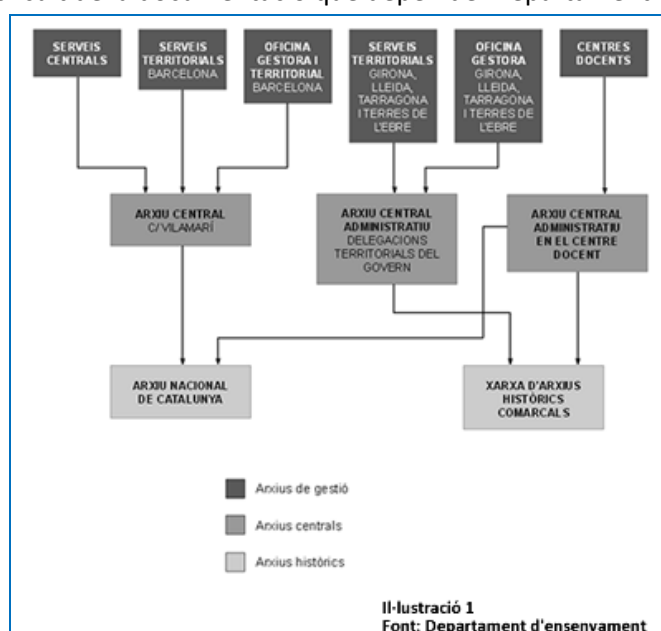 SERVEIS
CENTRALS
SERVEIS
TERRITORIALS
BARCELONA
OFICINA
GESTORA I
TERRITORIAL
BARCELONA
SERVEIS
TERRITORIALS
GIRONA,
LLEIDA,
TARRAGONA
I TERRES DE
L'EBRE
OFICINA
GESTORA
GIRONA,
LLEIDA,
TARRAGONA
I TERRES DE
L'EBRE
CENTRES
DOCENTS
ARXIU CENTRAL
C/ VILAMARÍ
ARXIU CENTRAL
ADMINISTRATIU
DELEGACIONS
TERRITORIALS DEL
GOVERN
ARXIU CENTRAL
ADMINISTRATIU
EN EL CENTRE
DOCENT
ARXIU NACIONAL
DE CATALUNYA
XARXA D'ARXIUS
HISTÒRICS
COMARCALS
Arxius de gestió
Arxius centrals
Arxius històrics
Il·lustració 1
Font: Departament d'ensenyament